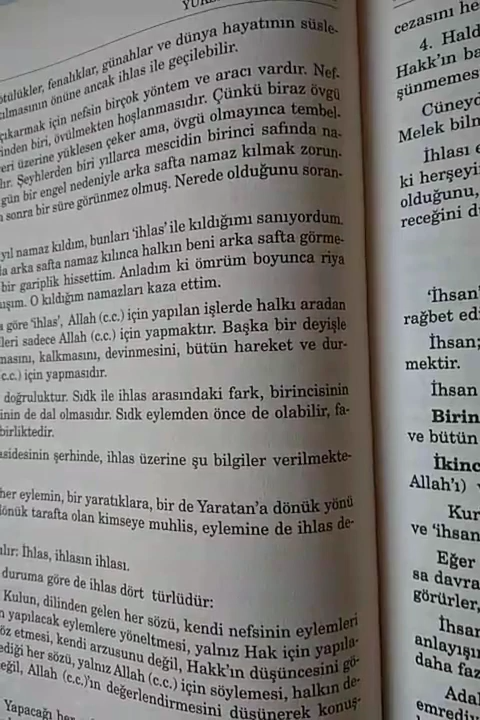 YÜK
ötülükler, fenalıklar, günahlar ve dünya hayatının süsle-
ılmasının önüne ancak ihlas ile geçilebilir.
çıkarmak için nefsin birçok yöntem ve aracı vardır. Nef-
inden biri, övülmekten hoşlanmasıdır. Çünkü biraz övgü
eri üzerine yüklesen çeker ama, övgü olmayınca tembel-
ır. Şeyhlerden biri yıllarca mescidin birinci safında na-
gün bir engel nedeniyle arka safta namaz kılmak zorun-
sonra bir süre görünmez olmuş. Nerede olduğunu soran-
yıl namaz kıldım, bunları 'ihlas' ile kıldığımı sanıyordum.
a arka safta namaz kılınca halkın beni arka safta görme-
bir gariplik hissettim. Anladım ki ömrüm boyunca riya
uşım. O kıldığım namazları kaza ettim.
göre 'ihlas', Allah (c.c.) için yapılan işlerde halkı aradan
leri sadece Allah (c.c.) için yapmaktır. Başka bir deyişle
masını, kalkmasını, devinmesini, bütün hareket ve dur-
c.c.) için yapmasıdır.
doğruluktur. Sıdk ile ihlas arasındaki fark, birincisinin
inin de dal olmasıdır. Sıdk eylemden önce de olabilir, fa-
birliktedir.
asidesinin şerhinde, ihlas üzerine şu bilgiler verilmekte-
her eylemin, bir yaratıklara, bir de Yaratan'a dönük yönü
dönük tarafta olan kimseye muhlis, eylemine de ihlas de-
lır: İhlas, ihlasın ihlası.
duruma göre de ihlas dört türlüdür:
Kulun, dilinden gelen her sözü, kendi nefsinin eylemleri
n yapılacak eylemlere yöneltmesi, yalnız Hak için yapıla-
öz etmesi, kendi arzusunu değil, Hakk'ın düşüncesini gö-
ediği her sözü, yalnız Allah (c.c.) için söylemesi, halkın de-
eğil, Allah (c.c.)'ın değerlendirmesini düşünerek konuş-
Yapacağı her
cezasını he
4. Hald
Hakk'ın ba
şünmemes
Cüneyd
Melek biln
İhlası e
ki herşeyi
olduğunu,
receğini d
'İhsan'
rağbet ed
İhsan;
mektir.
İhsan
Birin
ve bütün
İkinc
Allah'ı)
Kur
ve 'ihsan
Eğer
sa davra
görürler,
İhsan
anlayışı
daha faz
Adal
emrediy